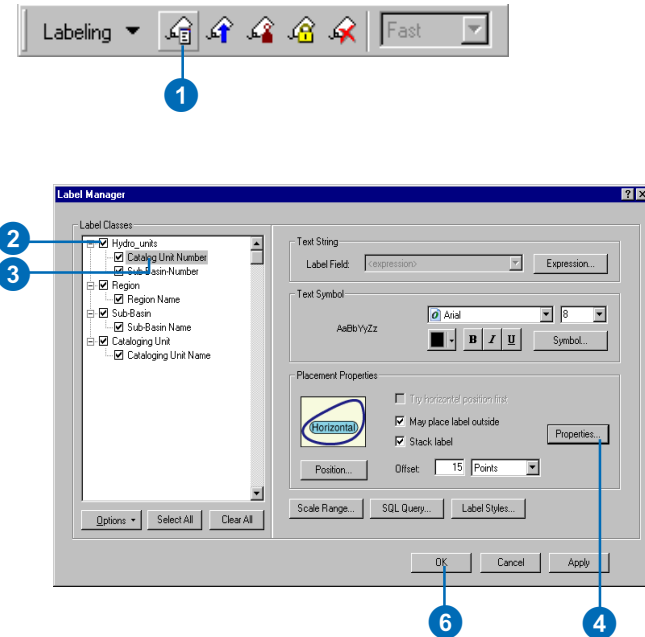 Labeling Fast
1
Label Manager
Label Classes
2
3
Hydro_units
Catalog Unit Number
Sub-Basin-Number
Region
Region Name
Sub-Basin
Sub-Basin Name
Cataloging Unit
Cataloging Unit Name
Options Select All Clear All
Text String
Label Field: <expression> Expression...
Text Symbol
AaBbYyZz
Arial 8
B I U Symbol...
Placement Properties
Horizontal
Try horizontal position first
May place label outside
Stack label
Properties...
Position... Offset: 15 Points
Scale Range... SQL Query... Label Styles...
OK Cancel Apply
6 4